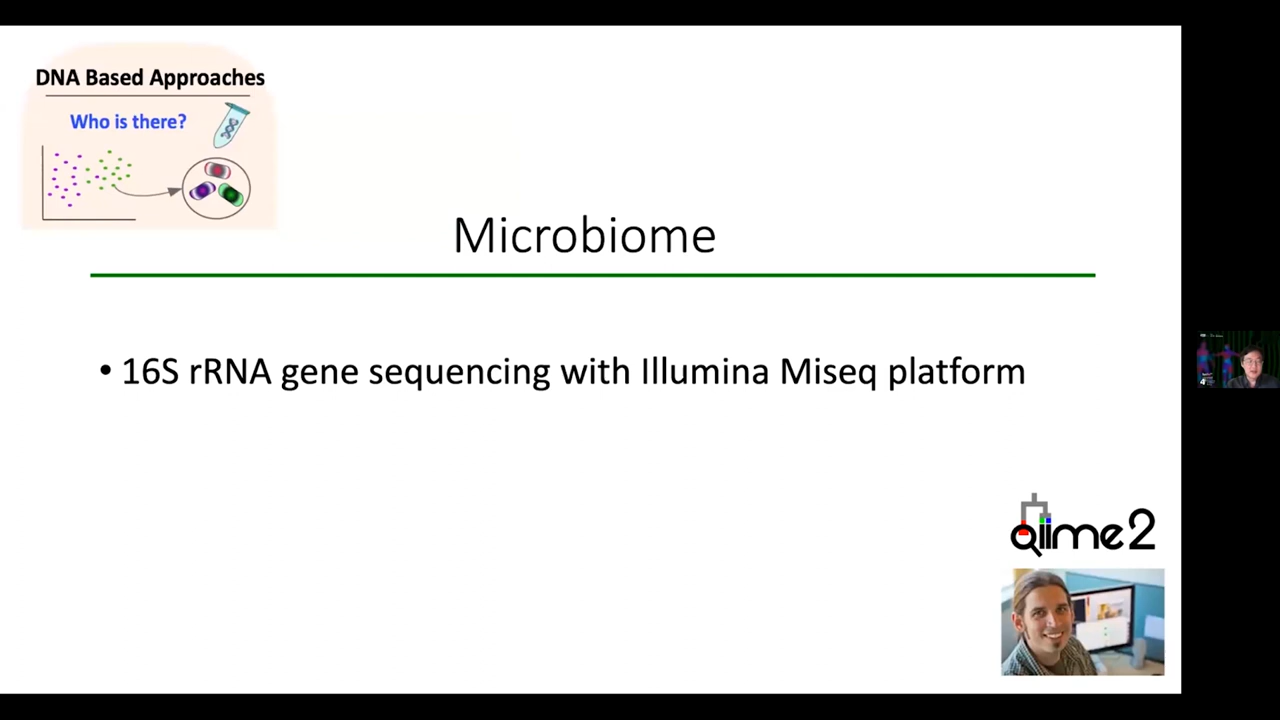 DNA Based Approaches
Who is there?
Microbiome
• 16S rRNA gene sequencing with Illumina Miseq platform
qiime2